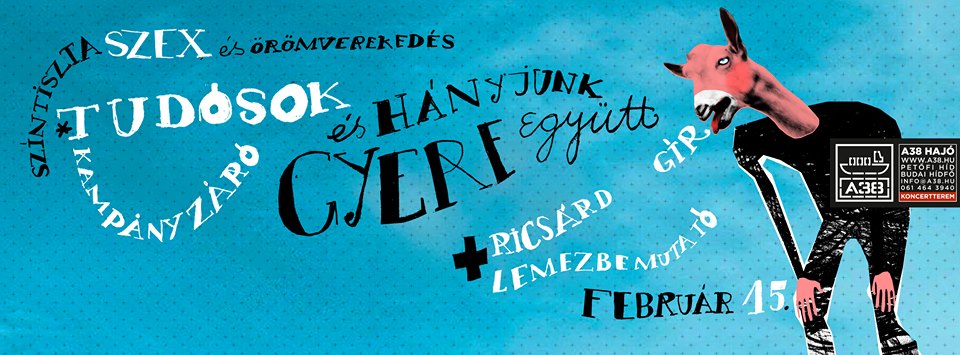 SZÍNTISZTA SZEX és ÖRÖMVEREKEDÉS
*TUDÓSOK
KAMPÁNYZÁRÓ
GYERE és HÁNYJUNK együtt
+ RICSÁRD GÍR
LEMEZBEMUTATÓ
FEBRUÁR 15.
A38
A38 HAJÓ
WWW.A38.HU
PETŐFI HÍD
BUDAI HÍDFŐ
INFO@A38.HU
061 464 3940
KONCERTTEREM